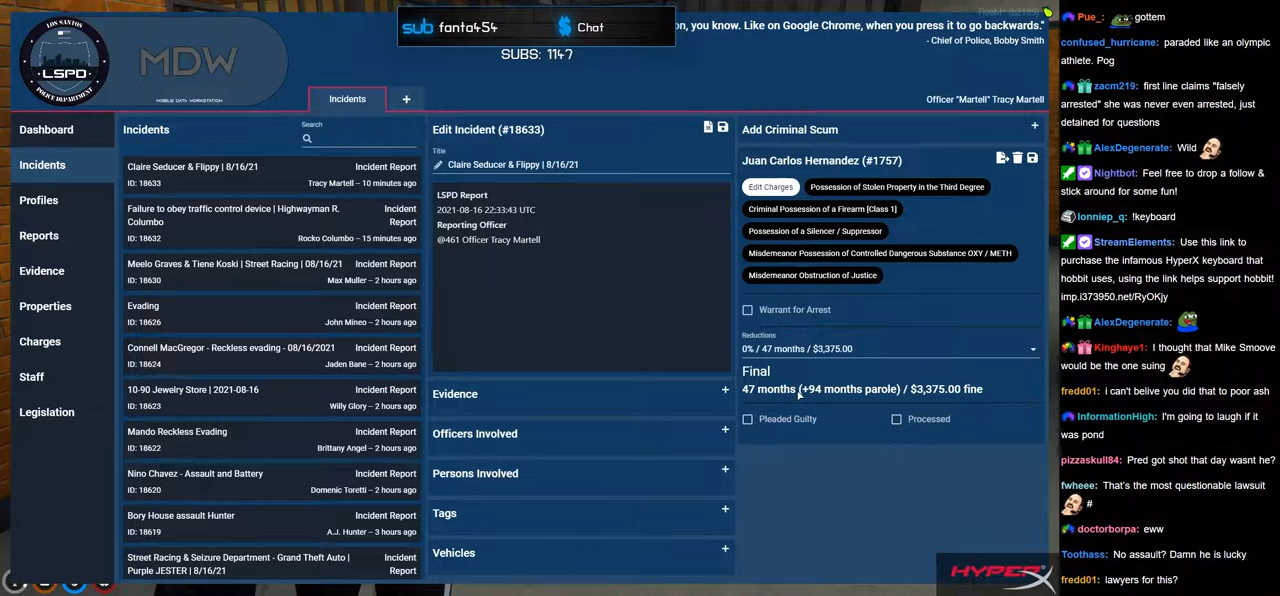 LOS SANTOS
LSPD
POLICE DEPARTMENT
MDW
MOBILE DATA WORKSTATION
sub fanta454
Chat
SUBS: 1147
on, you know. Like on Google Chrome, when you press it to go backwards."
- Chief of Police, Bobby Smith
Incidents
+
Officer "Martell" Tracy Martell
Dashboard
Incidents
Profiles
Reports
Evidence
Properties
Charges
Staff
Legislation
Incidents
Search
Claire Seducer & Flippy | 8/16/21
Incident Report
ID: 18633
Tracy Martell – 10 minutes ago
Failure to obey traffic control device | Highwayman R. Columbo
Incident Report
ID: 18632
Rocko Columbo – 15 minutes ago
Meelo Graves & Tiene Koski | Street Racing | 08/16/21
Incident Report
ID: 18630
Max Muller – 2 hours ago
Evading
Incident Report
ID: 18626
John Mineo – 2 hours ago
Connell MacGregor - Reckless evading - 08/16/2021
Incident Report
ID: 18624
Jaden Bane – 2 hours ago
10-90 Jewelry Store | 2021-08-16
Incident Report
ID: 18623
Willy Glory – 2 hours ago
Mando Reckless Evading
Incident Report
ID: 18622
Brittany Angel – 2 hours ago
Nino Chavez - Assault and Battery
Incident Report
ID: 18620
Domenic Toretti – 2 hours ago
Bory House assault Hunter
Incident Report
ID: 18619
A.J. Hunter – 3 hours ago
Street Racing & Seizure Department - Grand Theft Auto |
Purple JESTER | 8/16/21
Incident Report
Edit Incident (#18633)
Title
Claire Seducer & Flippy | 8/16/21
LSPD Report
2021-08-16 22:33:43 UTC
Reporting Officer
@461 Officer Tracy Martell
Evidence
+
Officers Involved
+
Persons Involved
+
Tags
+
Vehicles
+
Add Criminal Scum
+
Juan Carlos Hernandez (#1757)
Edit Charges
Possession of Stolen Property in the Third Degree
Criminal Possession of a Firearm [Class 1]
Possession of a Silencer / Suppressor
Misdemeanor Possession of Controlled Dangerous Substance OXY / METH
Misdemeanor Obstruction of Justice
Warrant for Arrest
Reductions
0% / 47 months / $3,375.00
Final
47 months (+94 months parole) / $3,375.00 fine
Pleaded Guilty
Processed
HYPERX
Pue_: gottem
confused_hurricane: paraded like an olympic
athlete. Pog
zacm219: first line claims "falsely
arrested" she was never even arrested, just
detained for questions
AlexDegenerate: Wild
Nightbot: Feel free to drop a follow &
stick around for some fun!
lonniep_q: !keyboard
StreamElements: Use this link to
purchase the infamous HyperX keyboard that
hobbit uses, using the link helps support hobbit!
imp.i373950.net/RyOKjy
AlexDegenerate:
Kinghaye1: I thought that Mike Smoove
would be the one suing
fredd01: i can't belive you did that to poor ash
InformationHigh: I'm going to laugh if it
was pond
pizzaskull84: Pred got shot that day wasnt he?
fwheee: That's the most questionable lawsuit
#
doctorborpa: eww
Toothass: No assault? Damn he is lucky
fredd01: lawyers for this?